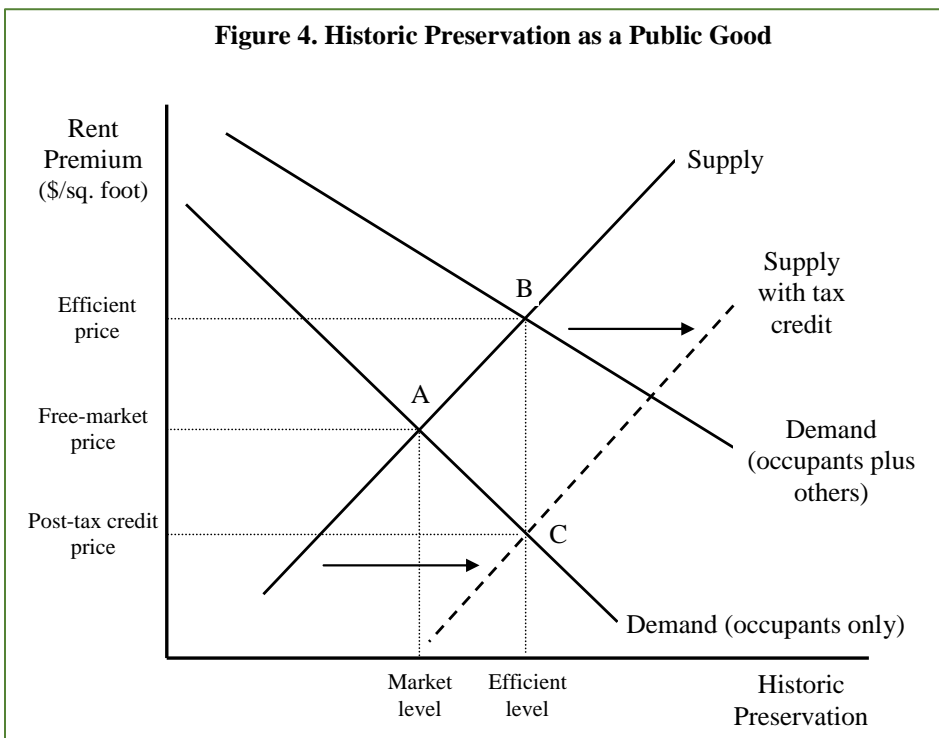 Figure 4. Historic Preservation as a Public Good
Rent
Premium
($/sq. foot)
Supply
Supply
with tax
credit
B
Efficient
price
A
Free-market
price
Demand
(occupants plus
others)
Post-tax credit
price
C
Demand (occupants only)
Market
level
Efficient
level
Historic
Preservation